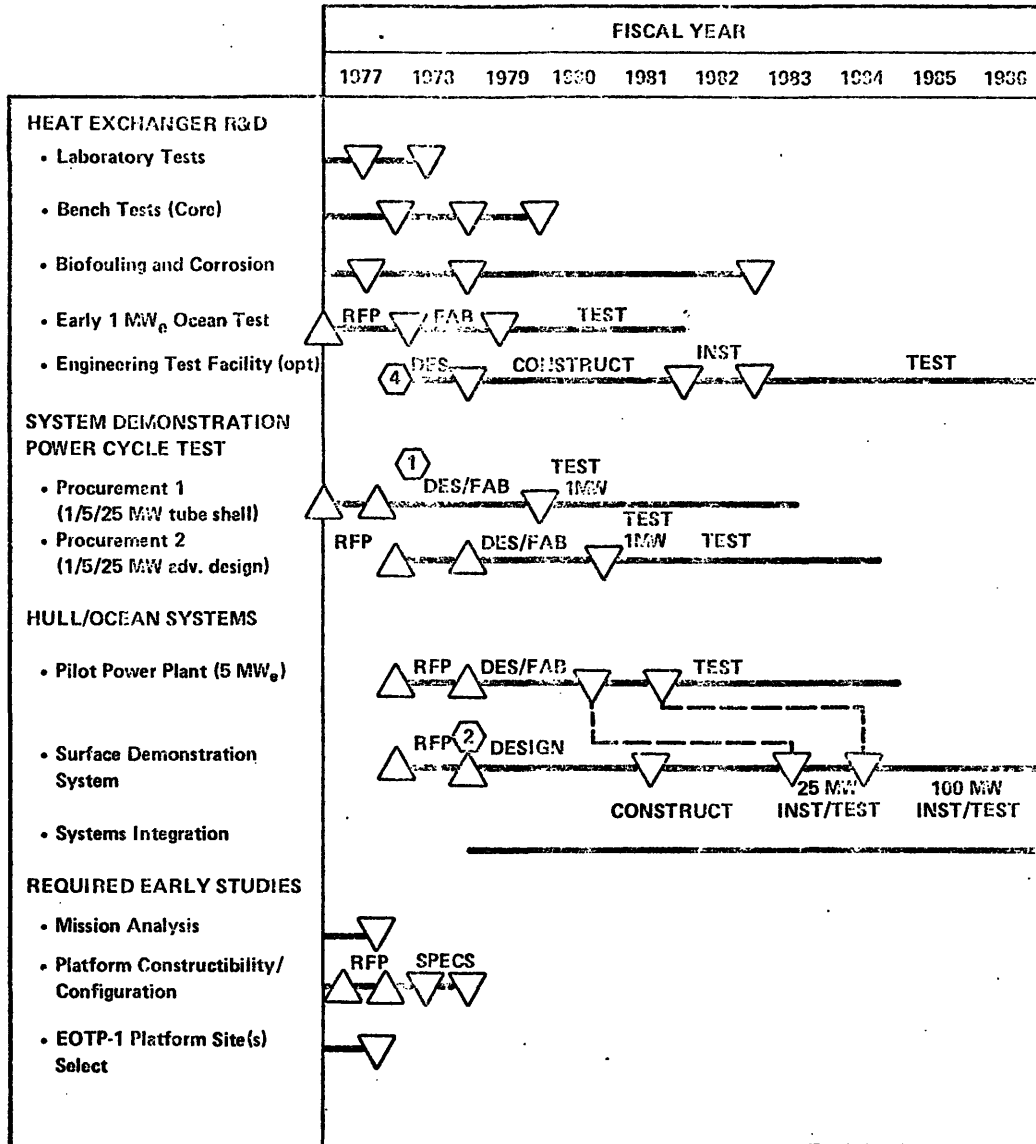 FISCAL YEAR
1977 1978 1979 1980 1981 1982 1983 1984 1985 1986
HEAT EXCHANGER R&D
• Laboratory Tests
• Bench Tests (Core)
• Biofouling and Corrosion
• Early 1 MWe Ocean Test
RFP FAB TEST
• Engineering Test Facility (opt)
4 DES CONSTRUCT INST TEST
SYSTEM DEMONSTRATION
POWER CYCLE TEST
• Procurement 1
(1/5/25 MW tube shell)
1 DES/FAB TEST
1MW
• Procurement 2
(1/5/25 MW adv. design)
RFP DES/FAB TEST
1MW TEST
HULL/OCEAN SYSTEMS
• Pilot Power Plant (5 MWe)
RFP DES/FAB TEST
• Surface Demonstration
System
RFP 2 DESIGN
CONSTRUCT
25 MW
INST/TEST
100 MW
INST/TEST
• Systems Integration
REQUIRED EARLY STUDIES
• Mission Analysis
• Platform Constructibility/
Configuration
RFP SPECS
• EOTP-1 Platform Site(s)
Select